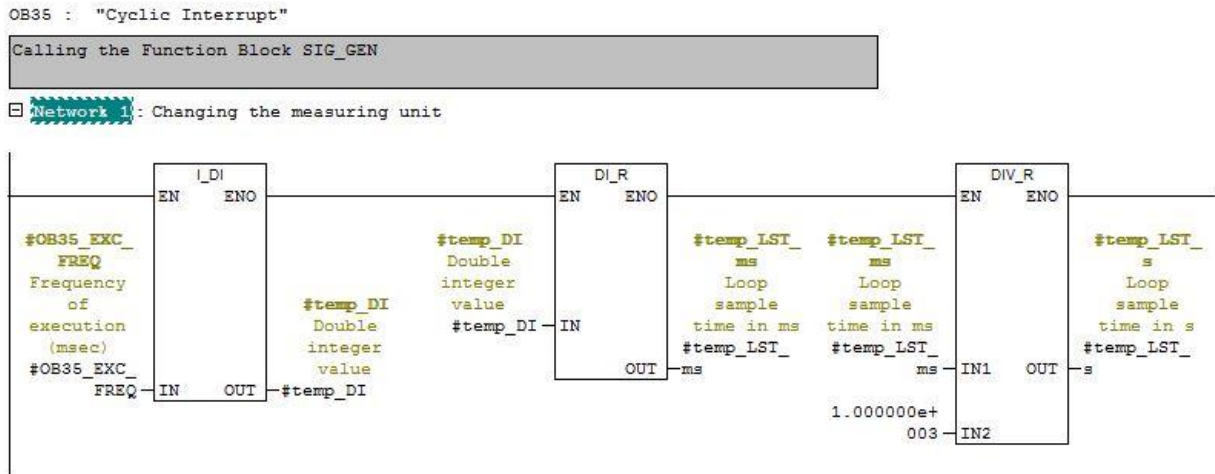 OB35 : "Cyclic Interrupt"
Calling the Function Block SIG_GEN
Network 1: Changing the measuring unit
I_DI
EN ENO
#OB35_EXC_
FREQ
Frequency
of
execution
(msec)
#OB35_EXC_
FREQ
IN OUT
#temp_DI
Double
integer
value
#temp_DI
DI_R
EN ENO
#temp_DI
Double
integer
value
#temp_DI
IN
OUT
#temp_LST_
ms
Loop
sample
time in ms
#temp_LST_
ms
DIV_R
EN ENO
#temp_LST_
ms
Loop
sample
time in ms
#temp_LST_
ms
IN1 OUT
1.000000e+
003
IN2
#temp_LST_
s
Loop
sample
time in s
#temp_LST_
s